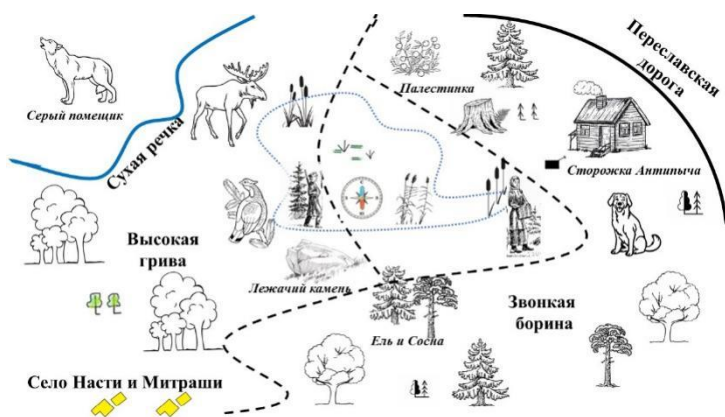 Переславская
дорога
Палестинка
Серый помещик
Сухая речка
Сторожка Антипыча
Высокая
грива
Лежачий камень
Звонкая
борина
Ель и Сосна
Село Насти и Митраши